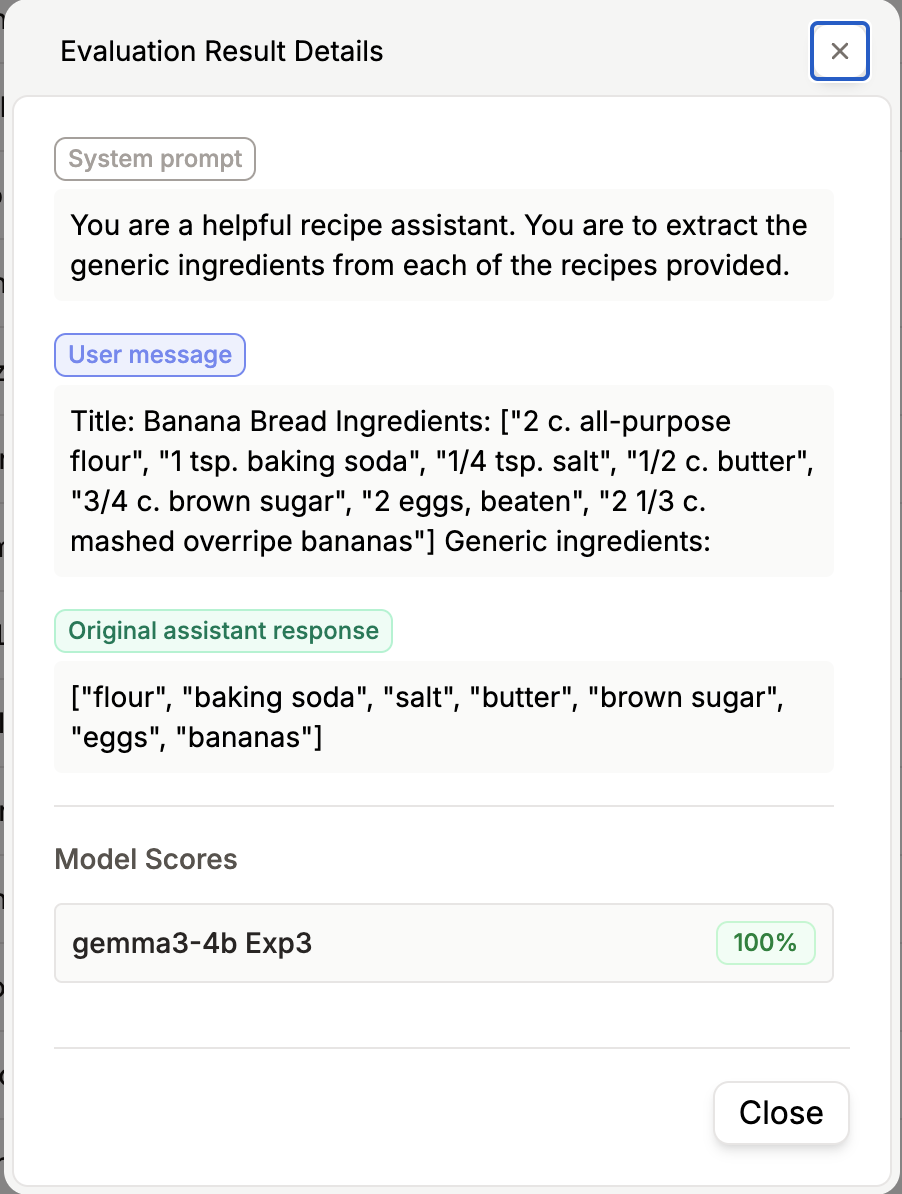 Evaluation Result Details
System prompt
You are a helpful recipe assistant. You are to extract the
generic ingredients from each of the recipes provided.
User message
Title: Banana Bread Ingredients: ["2 c. all-purpose
flour", "1 tsp. baking soda", "1/4 tsp. salt", "1/2 c. butter",
"3/4 c. brown sugar", "2 eggs, beaten", "2 1/3 c.
mashed overripe bananas"] Generic ingredients:
Original assistant response
["flour", "baking soda", "salt", "butter", "brown sugar",
"eggs", "bananas"]
Model Scores
gemma3-4b Exp3
100%
Close